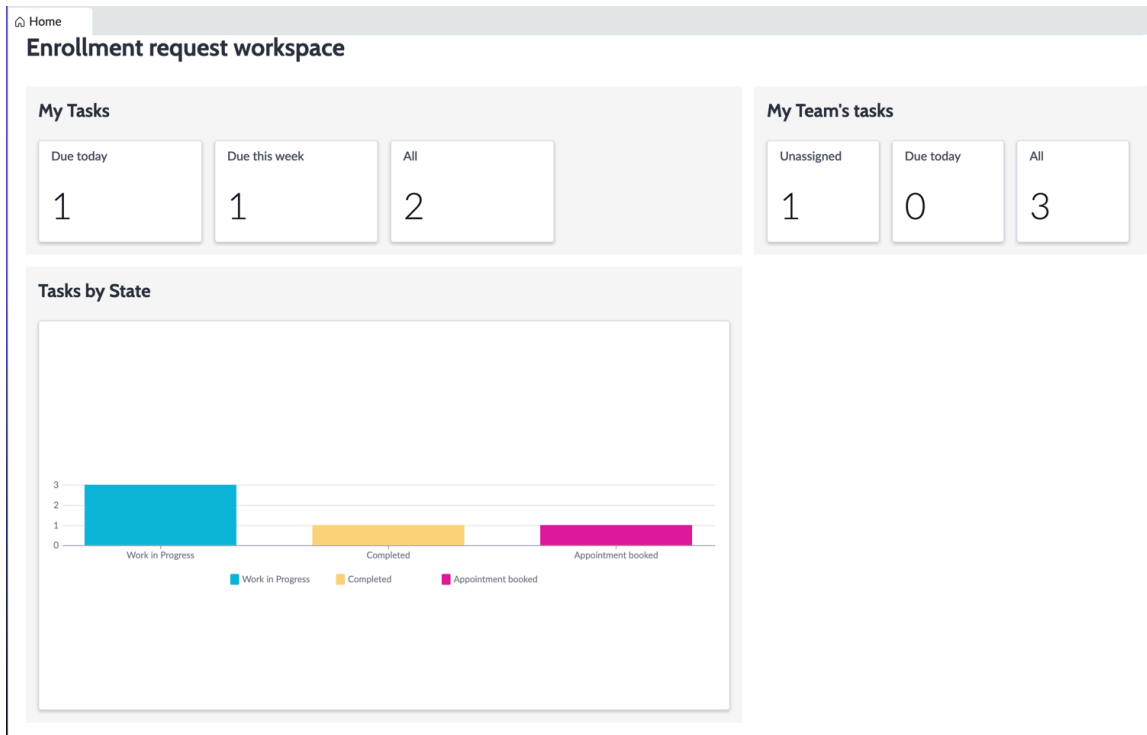 Home
Enrollment request workspace
My Tasks
Due today
1
Due this week
1
All
2
My Team's tasks
Unassigned
1
Due today
0
All
3
Tasks by State
3
2
1
0
Work in Progress
Completed
Appointment booked
Work in Progress
Completed
Appointment booked